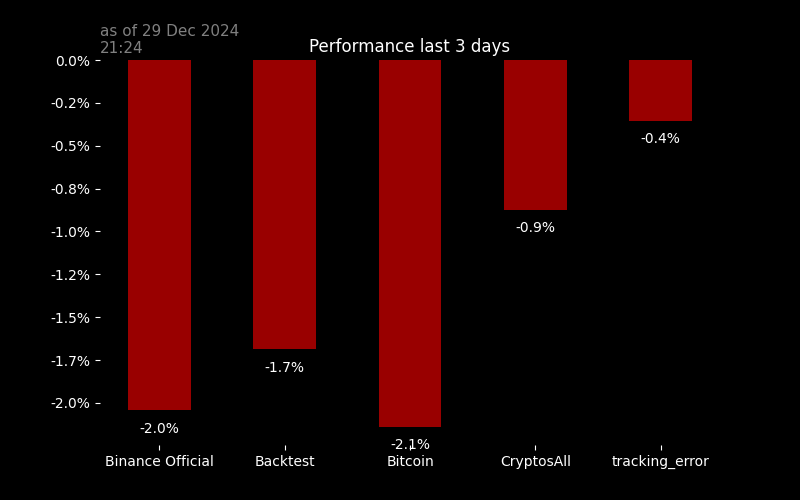 as of 29 Dec 2024
21:24
Performance last 3 days
0.0%
-0.2%
-0.5%
-0.8%
-1.0%
-1.2%
-1.5%
-1.7%
-2.0%
-2.0%
-1.7%
-2.1%
-0.9%
-0.4%
Binance Official
Backtest
Bitcoin
CryptosAll
tracking_error